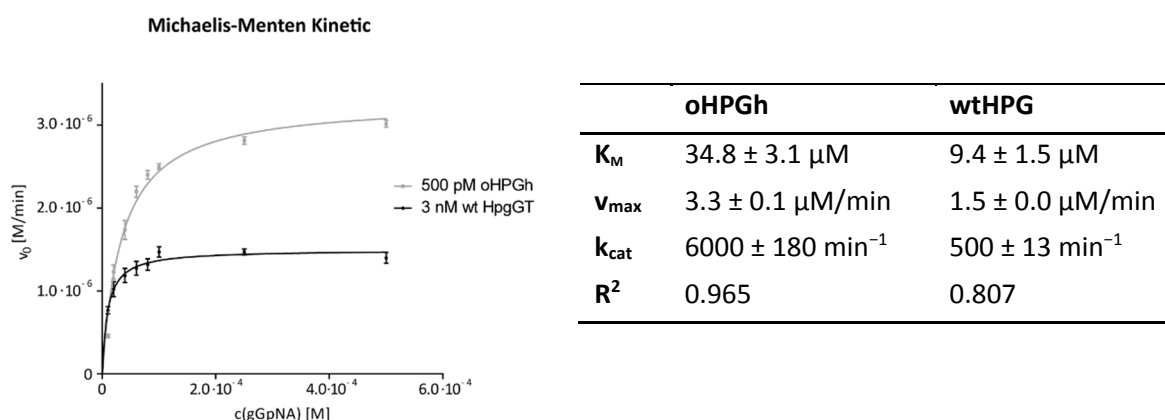 Michaelis-Menten Kinetic
3.0·10⁻⁶
2.0·10⁻⁶
1.0·10⁻⁶
0
v₀ [M/min]
0 2.0·10⁻⁴ 4.0·10⁻⁴ 6.0·10⁻⁴
c(gGpNA) [M]
500 pM oHPGh
3 nM wt HpgGT
oHPGh wtHPG
K_M 34.8 ± 3.1 µM 9.4 ± 1.5 µM
v_max 3.3 ± 0.1 µM/min 1.5 ± 0.0 µM/min
k_cat 6000 ± 180 min⁻¹ 500 ± 13 min⁻¹
R² 0.965 0.807